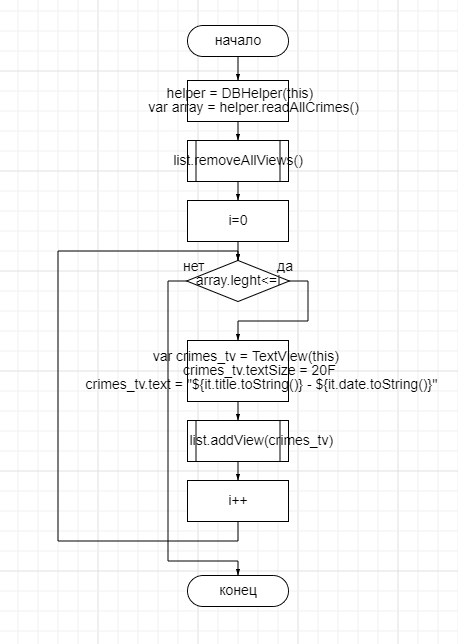 начало
helper = DBHelper(this)
var array = helper.readAllCrimes()
list.removeAllViews()
i=0
нет
да
array.leght<=i
var crimes_tv = TextView(this)
crimes_tv.textSize = 20F
crimes_tv.text = "${it.title.toString()} - ${it.date.toString()}"
list.addView(crimes_tv)
i++
конец